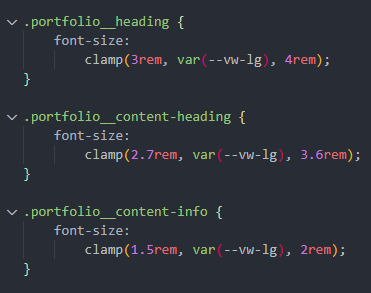 .portfolio__heading {
font-size:
clamp(3rem, var(--vw-lg), 4rem);
}
.portfolio__content-heading {
font-size:
clamp(2.7rem, var(--vw-lg), 3.6rem);
}
.portfolio__content-info {
font-size:
clamp(1.5rem, var(--vw-lg), 2rem);
}